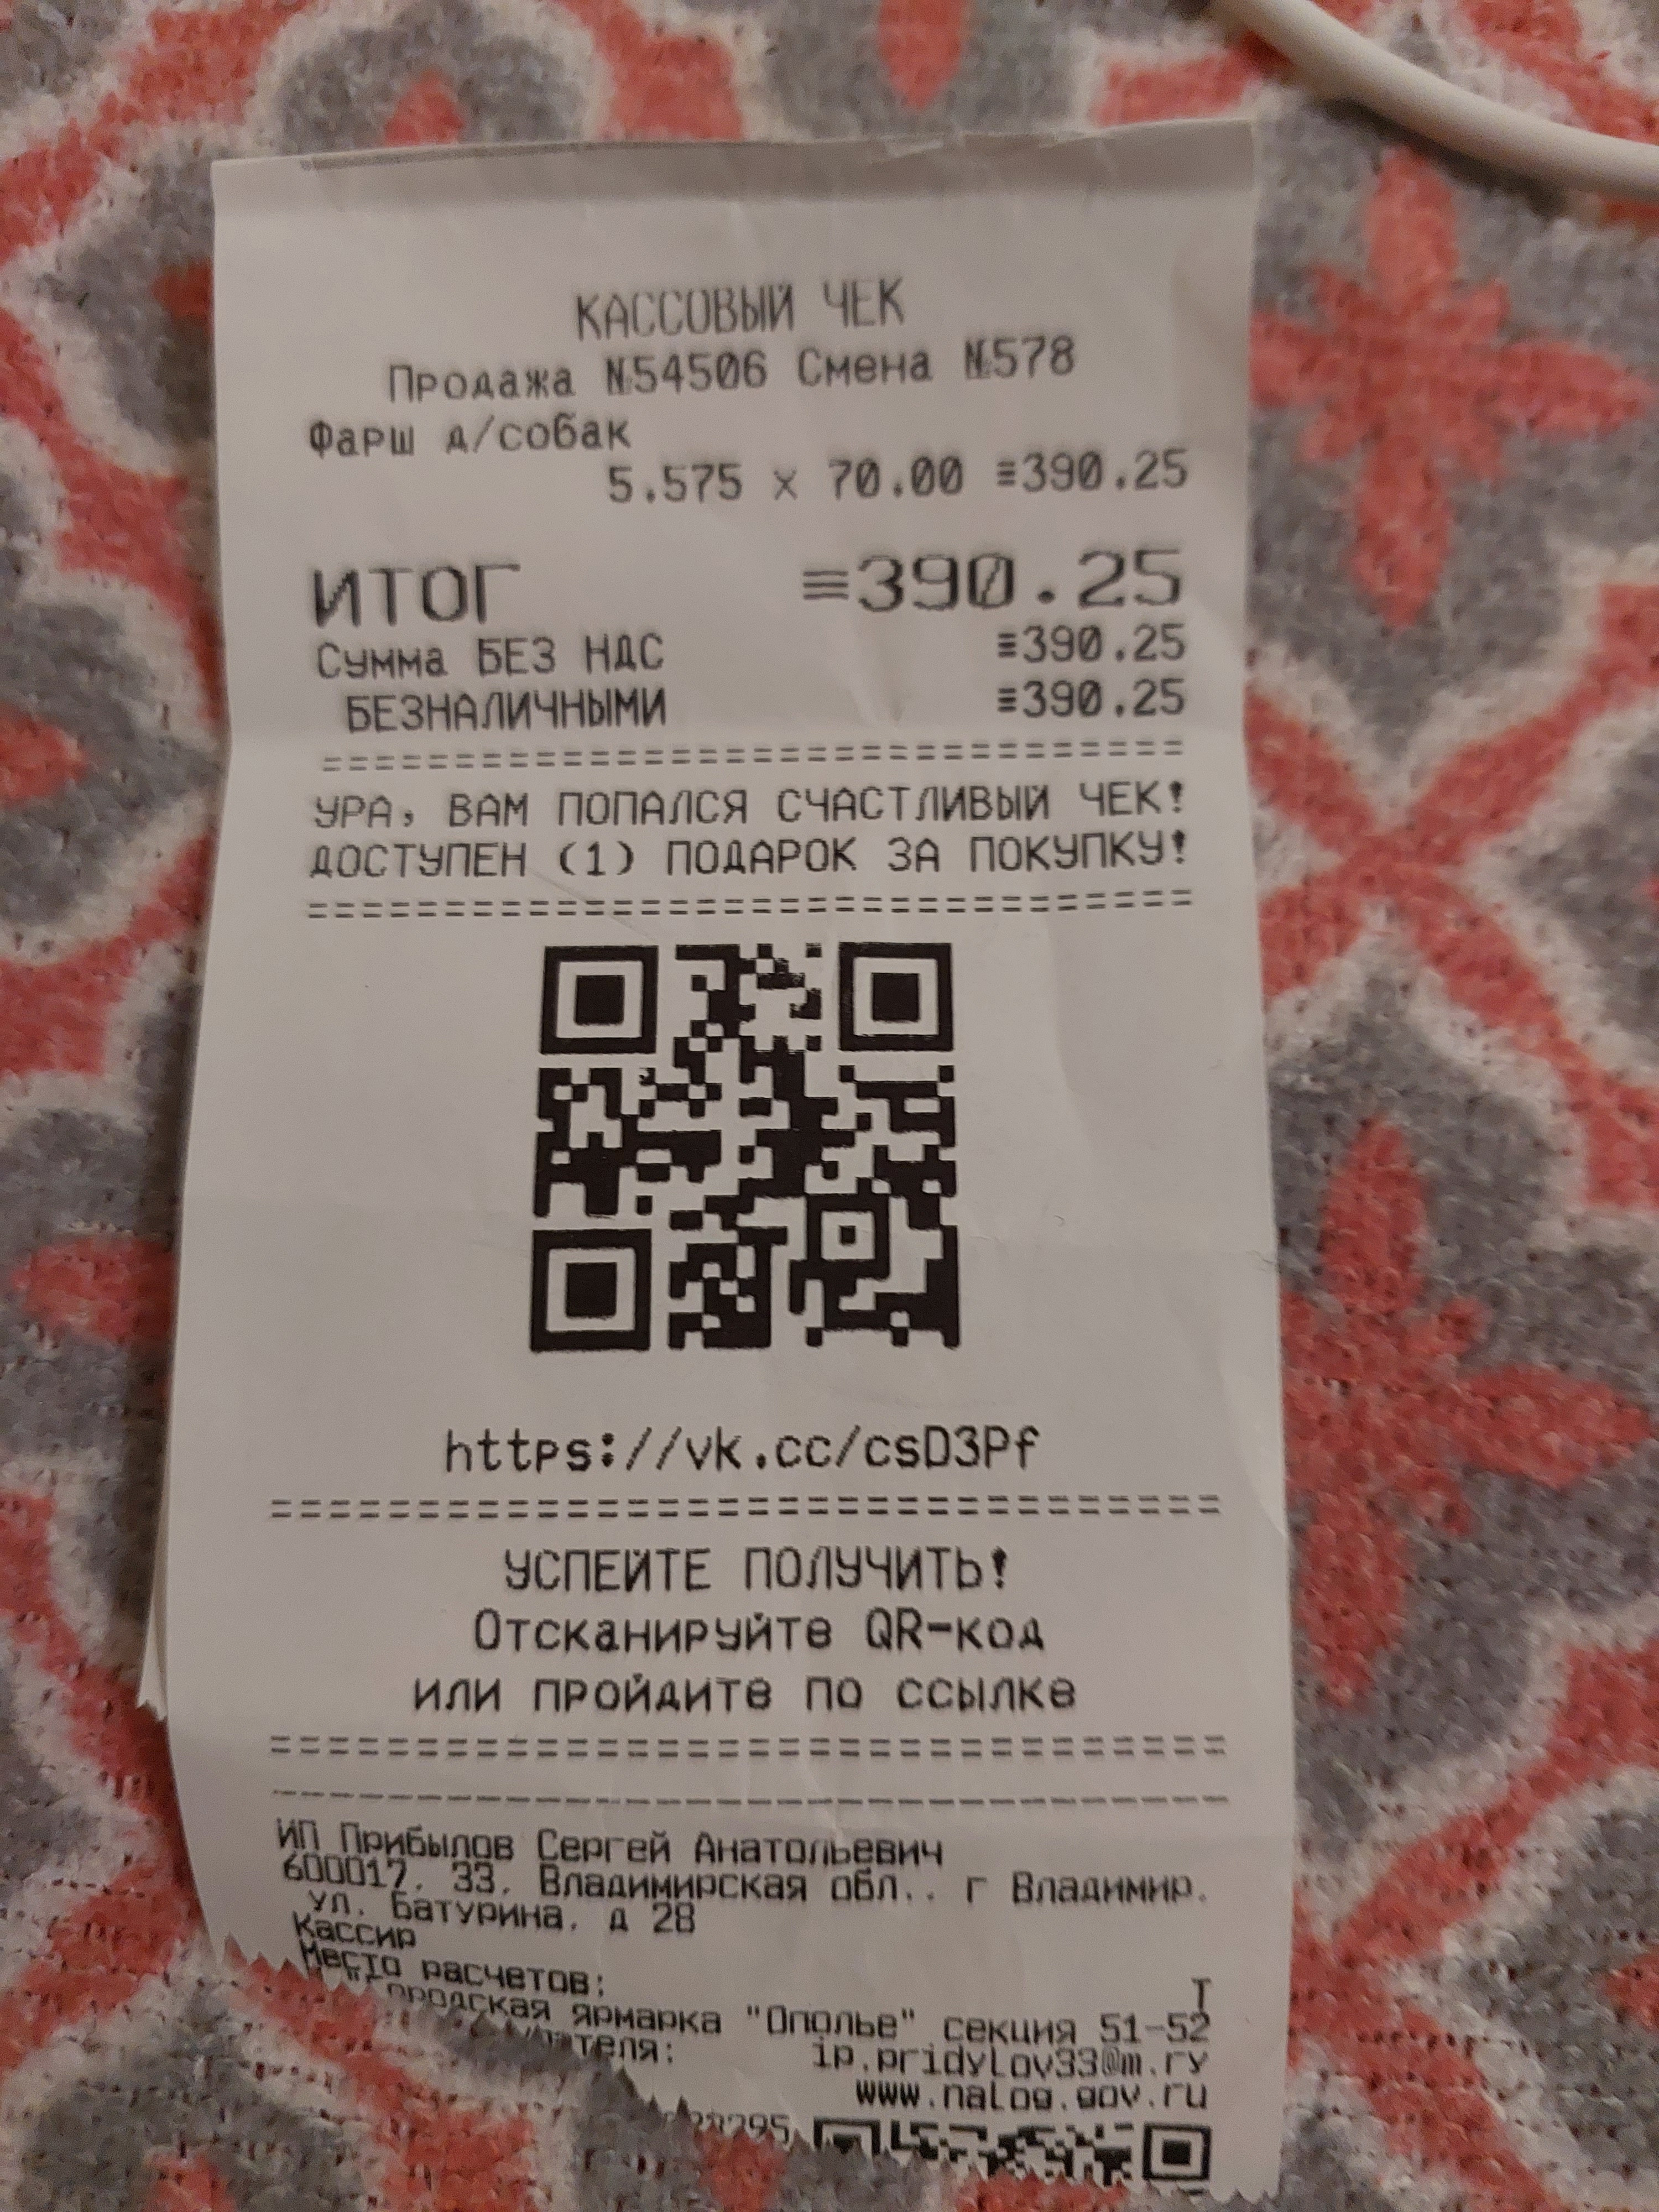 КАССОВЫЙ ЧЕК
Продажа №54506 Смена №578
Фарш д/собак
5.575 x 70.00 ≡390.25
ИТОГ ≡390.25
Сумма БЕЗ НДС ≡390.25
БЕЗНАЛИЧНЫМИ ≡390.25
================================
УРА, ВАМ ПОПАЛСЯ СЧАСТЛИВЫЙ ЧЕК!
ДОСТУПЕН (1) ПОДАРОК ЗА ПОКУПКУ!
================================
https://vk.cc/csD3Pf
================================
УСПЕЙТЕ ПОЛУЧИТЬ!
Отсканируйте QR-код
или пройдите по ссылке
================================
--------------------------------
ИП Прибылов Сергей Анатольевич
600017, 33, Владимирская обл., г Владимир,
ул. Батурина, д 28
Кассир
Место расчетов: Т
ярмарка "Ополье" секция 51-52
ip.pridylov33@m.ry
www.nalog.gov.ru